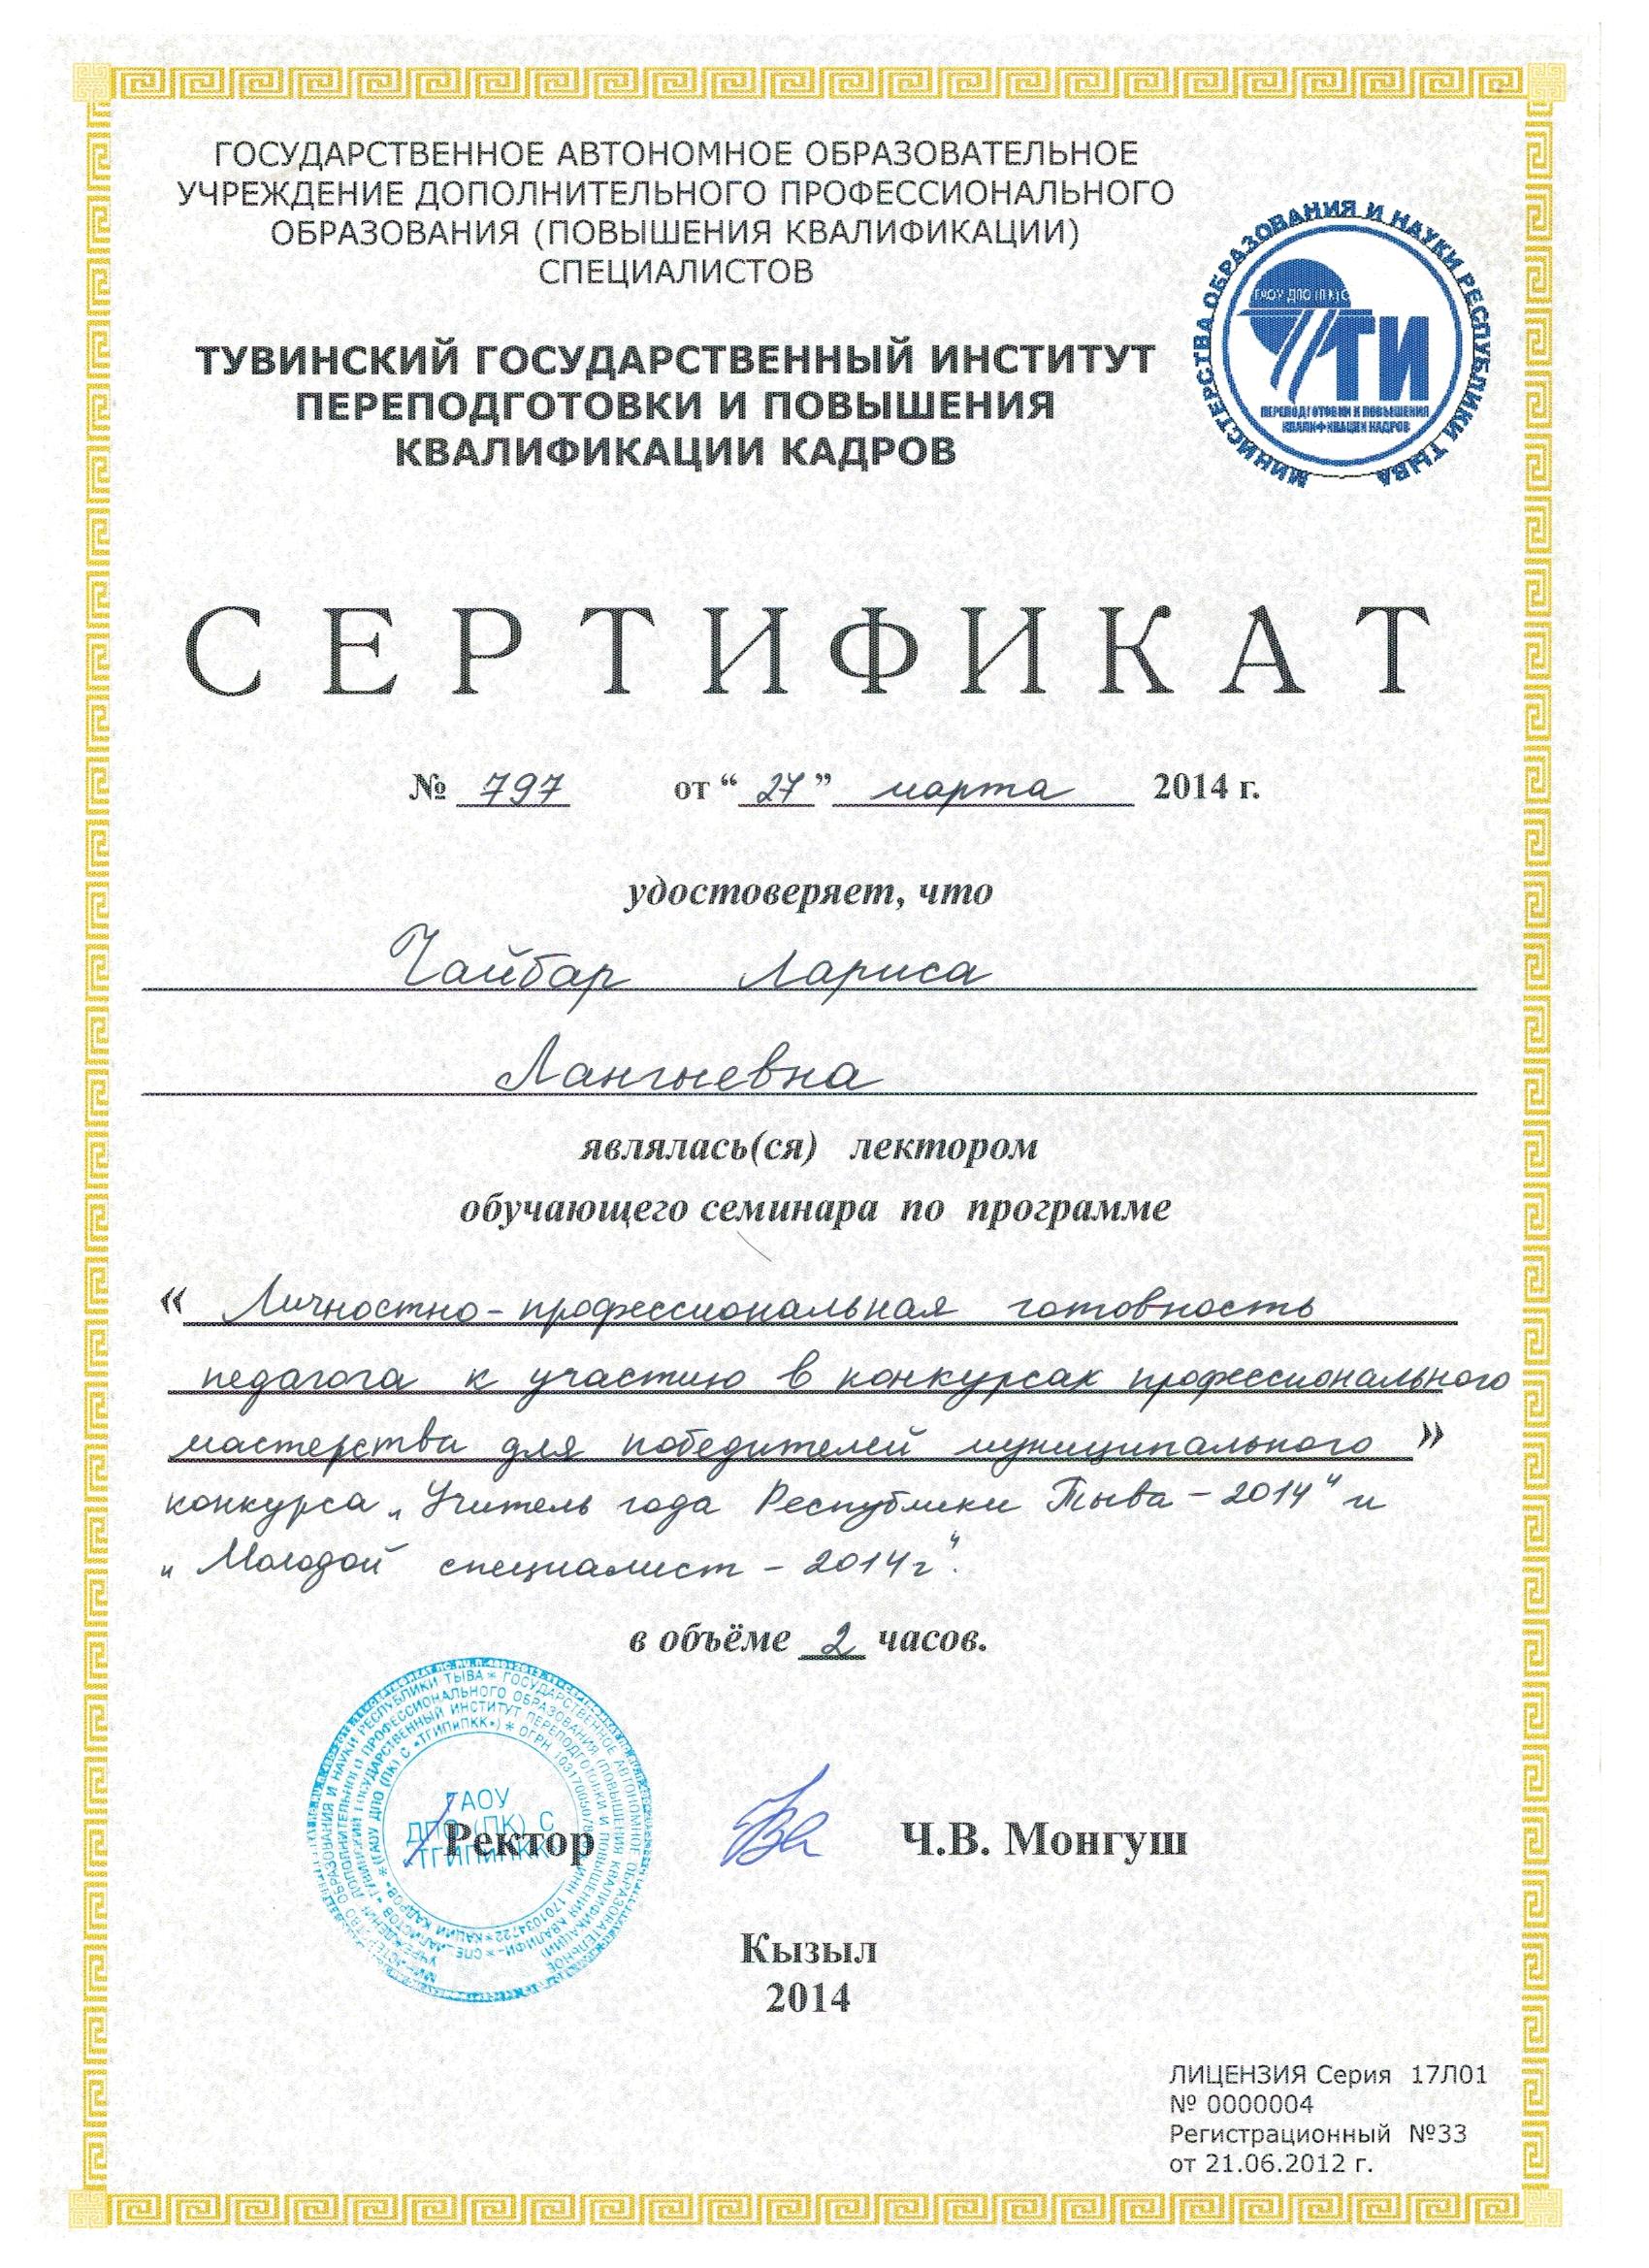 ГОСУДАРСТВЕННОЕ АВТОНОМНОЕ ОБРАЗОВАТЕЛЬНОЕ
УЧРЕЖДЕНИЕ ДОПОЛНИТЕЛЬНОГО ПРОФЕССИОНАЛЬНОГО
ОБРАЗОВАНИЯ (ПОВЫШЕНИЯ КВАЛИФИКАЦИИ)
СПЕЦИАЛИСТОВ
ТУВИНСКИЙ ГОСУДАРСТВЕННЫЙ ИНСТИТУТ
ПЕРЕПОДГОТОВКИ И ПОВЫШЕНИЯ
КВАЛИФИКАЦИИ КАДРОВ
МИНИСТЕРСТВА ОБРАЗОВАНИЯ И НАУКИ РЕСПУБЛИКИ ТЫВА
ГАОУ ДПО (ПК)С
ТИ
ПЕРЕПОДГОТОВКИ И ПОВЫШЕНИЯ
КВАЛИФИКАЦИИ КАДРОВ
СЕРТИФИКАТ
№ 797 от “27” марта 2014 г.
удостоверяет, что
Чайбар Лариса
Лангыевна
являлась(ся) лектором
обучающего семинара по программе
« Личностно-профессиональная готовность
педагога к участию в конкурсах профессионального
мастерства для победителей муниципального »
конкурса „Учитель года Республики Тыва - 2014" и
„Молодой специалист - 2014г".
в объёме 2 часов.
ГАОУ
ДПО (ПК) С
ТГИПиПКК
Ректор Ч.В. Монгуш
Кызыл
2014
ЛИЦЕНЗИЯ Серия 17Л01
№ 0000004
Регистрационный №33
от 21.06.2012 г.